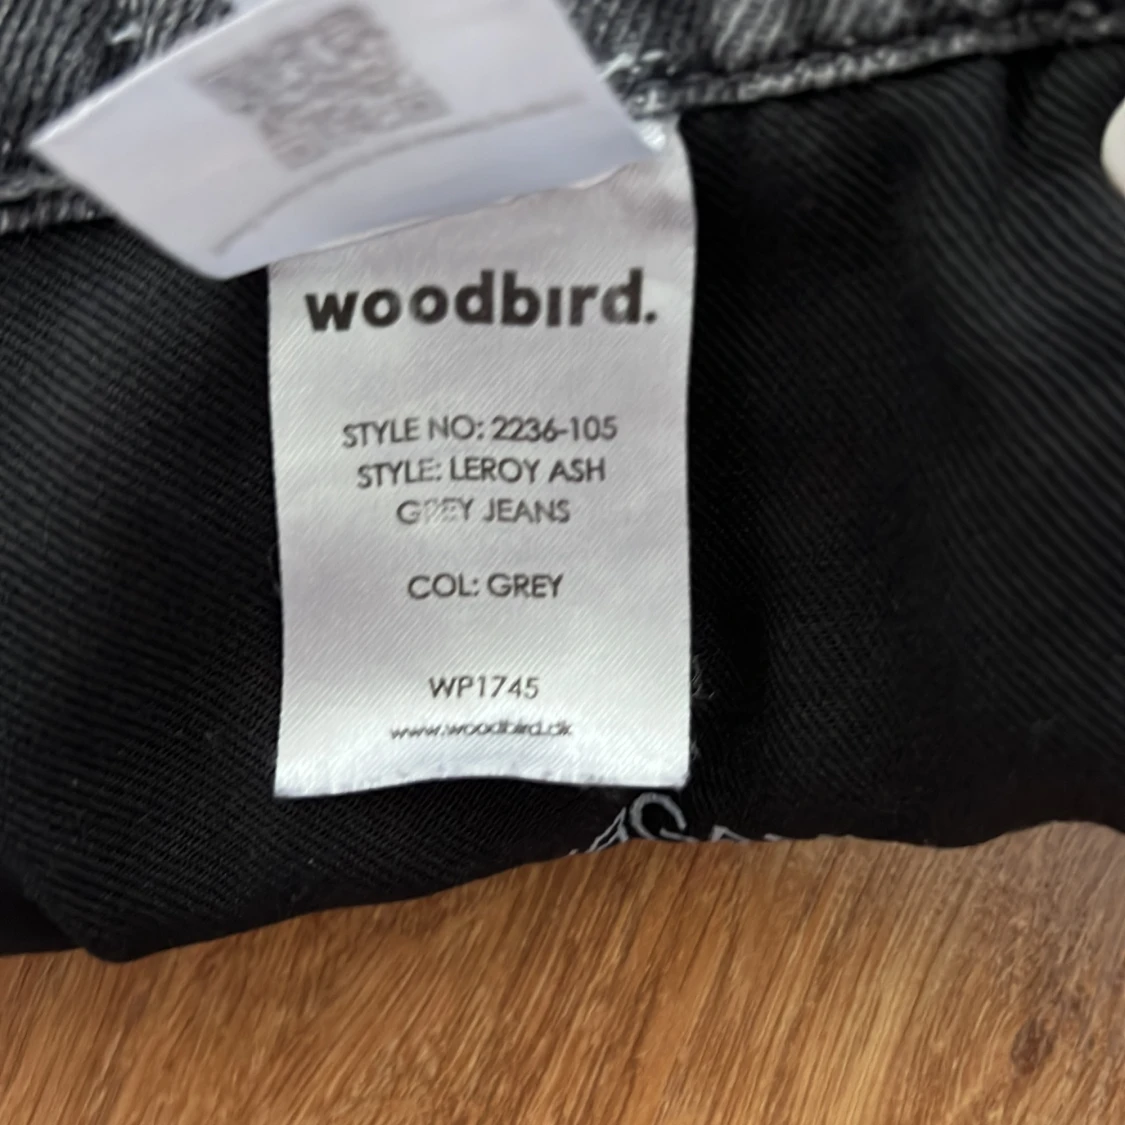 woodbird.
STYLE NO: 2236-105
STYLE: LEROY ASH
GREY JEANS
COL: GREY
WP1745
www.woodbird.dk